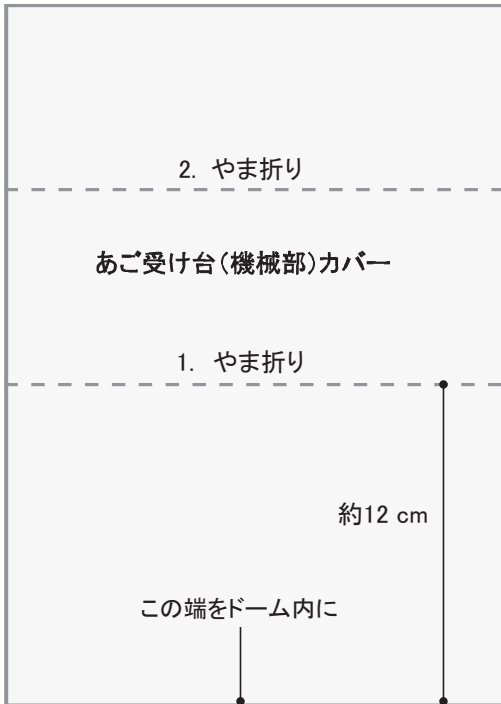 2. やま折り
あご受け台(機械部)カバー
1. やま折り
約12 cm
この端をドーム内に